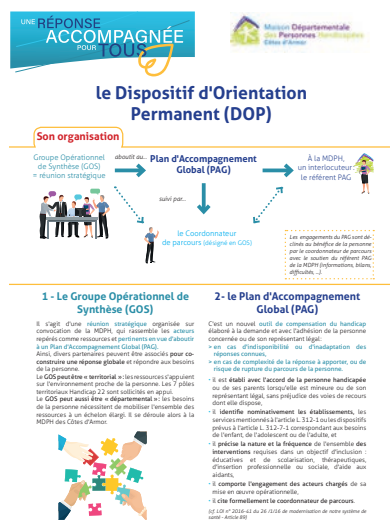 UNE RÉPONSE
ACCOMPAGNÉE
POUR TOUS
Maison Départementale
des Personnes Handicapées
Côtes d'Armor
le Dispositif d'Orientation
Permanent (DOP)
Son organisation
Groupe Opérationnel
de Synthèse (GOS)
= réunion stratégique
aboutit au..
Plan d'Accompagnement
Global (PAG)
À la MDPH,
un interlocuteur:
le référent PAG
suivi par..
le Coordonnateur
de parcours (désigné en GOS)
Les engagements du PAG sont dé-
clinés au bénéfice de la personne
par le coordonnateur de parcours
avec le soutien du référent PAG
de la MDPH (informations, bilans,
difficultés, ...).
1 - Le Groupe Opérationnel de
Synthèse (GOS)
Il s'agit d'une réunion stratégique organisée sur
convocation de la MDPH, qui rassemble les acteurs
repérés comme ressources et pertinents en vue d'aboutir
à un Plan d'Accompagnement Global (PAG).
Ainsi, divers partenaires peuvent être associés pour co-
construire une réponse globale et répondre aux besoins
de la personne.
Le GOS peut être « territorial » : les ressources s'appuient
sur l'environnement proche de la personne. Les 7 pôles
territoriaux Handicap 22 sont sollicités en appui.
Le GOS peut aussi être « départemental » : les besoins
de la personne nécessitent de mobiliser l'ensemble des
ressources à un échelon élargi. Il se déroule alors à la
MDPH des Côtes d'Armor.
2- le Plan d'Accompagnement
Global (PAG)
C'est un nouvel outil de compensation du handicap
élaboré à la demande et avec l'adhésion de la personne
concernée ou de son représentant légal :
> en cas d'indisponibilité ou d'inadaptation des
réponses connues,
> en cas de complexité de la réponse à apporter, ou de
risque de rupture du parcours de la personne.
- il est établi avec l'accord de la personne handicapée
ou de ses parents lorsqu'elle est mineure ou de son
représentant légal, sans préjudice des voies de recours
dont elle dispose,
- il identifie nominativement les établissements, les
services mentionnés à l'article L. 312-1 ou les dispositifs
prévus à l'article L. 312-7-1 correspondant aux besoins
de l'enfant, de l'adolescent ou de l'adulte, et
- il précise la nature et la fréquence de l'ensemble des
interventions requises dans un objectif d'inclusion :
éducatives et de scolarisation, thérapeutiques,
d'insertion professionnelle ou sociale, d'aide aux
aidants,
- il comporte l'engagement des acteurs chargés de sa
mise en œuvre opérationnelle,
- il cite formellement le coordonnateur de parcours.
(cf. LOI n° 2016-41 du 26 /1/16 de modernisation de notre système de
santé - Article 89)